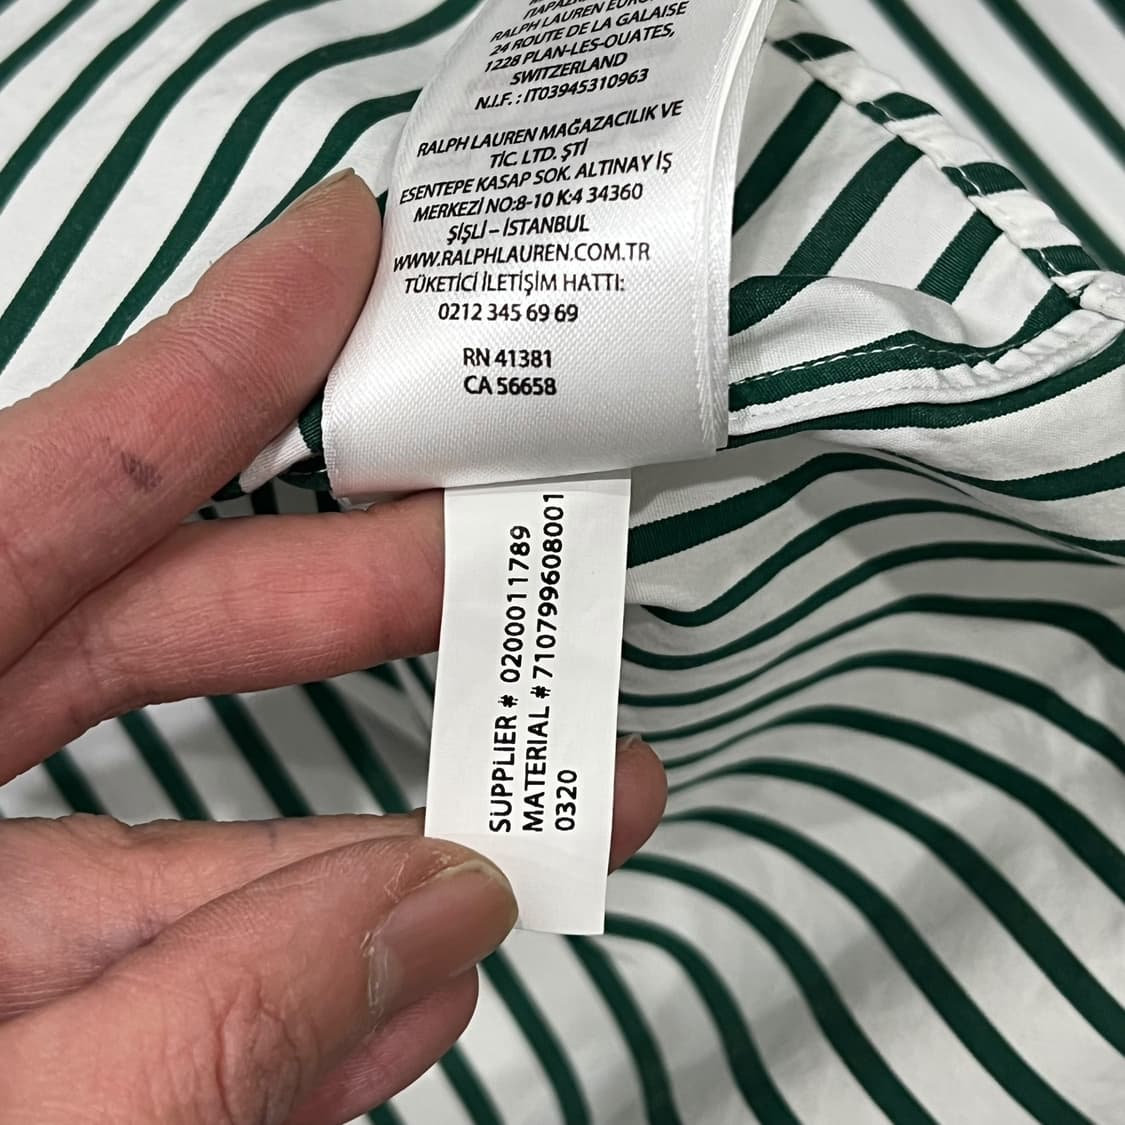 RALPH LAUREN EURO
24 ROUTE DE LA GALAISE
1228 PLAN-LES-OUATES,
SWITZERLAND
N.I.F. : IT03945310963
RALPH LAUREN MAĞAZACILIK VE
TİC. LTD. ŞTİ
ESENTEPE KASAP SOK. ALTINAY İŞ
MERKEZİ NO:8-10 K:4 34360
ŞİŞLİ – İSTANBUL
WWW.RALPHLAUREN.COM.TR
TÜKETİCİ İLETİŞİM HATTI:
0212 345 69 69
RN 41381
CA 56658
SUPPLIER # 0200011789
MATERIAL # 710799608001
0320